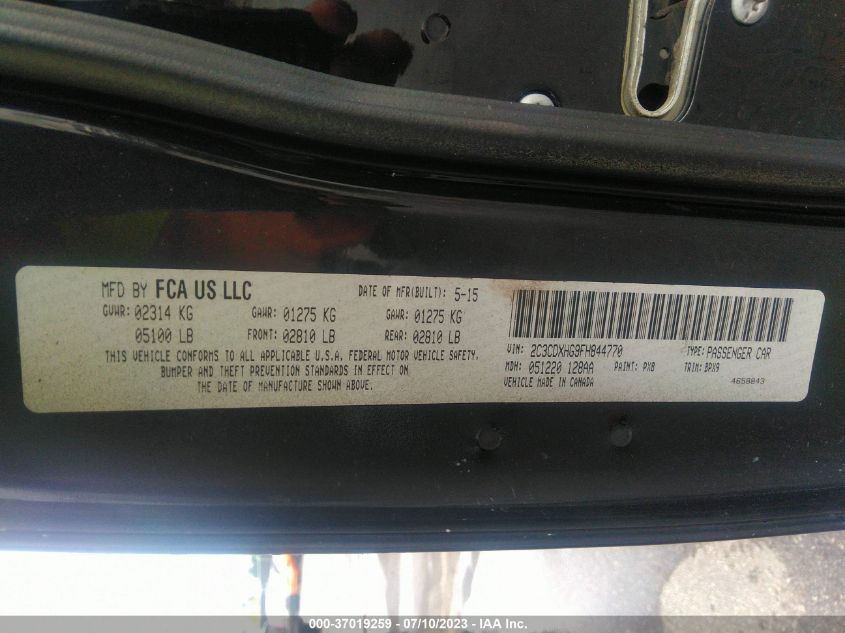 MFD BY FCA US LLC
DATE OF MFR(BUILT): 5-15
GVWR: 02314 KG GAWR: 01275 KG GAWR: 01275 KG
05100 LB FRONT: 02810 LB REAR: 02810 LB
THIS VEHICLE CONFORMS TO ALL APPLICABLE U.S.A. FEDERAL MOTOR VEHICLE SAFETY,
BUMPER AND THEFT PREVENTION STANDARDS IN EFFECT ON
THE DATE OF MANUFACTURE SHOWN ABOVE.
VIN: 2C3CDXHG9FH844770 TYPE: PASSENGER CAR
MDH: 051220 128AA PAINT: PX8 TRIM: BPX9
VEHICLE MADE IN CANADA 4658843
000-37019259 - 07/10/2023 - IAA Inc.